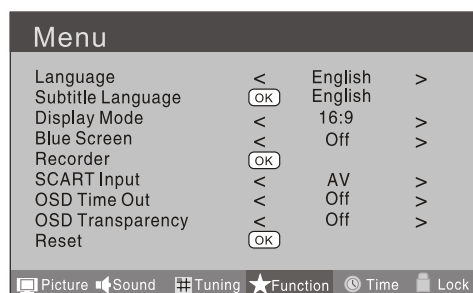 Menu
Language < English >
Subtitle Language OK English
Display Mode < 16:9 >
Blue Screen < Off >
Recorder OK
SCART Input < AV >
OSD Time Out < Off >
OSD Transparency < Off >
Reset OK
Picture Sound Tuning Function Time Lock